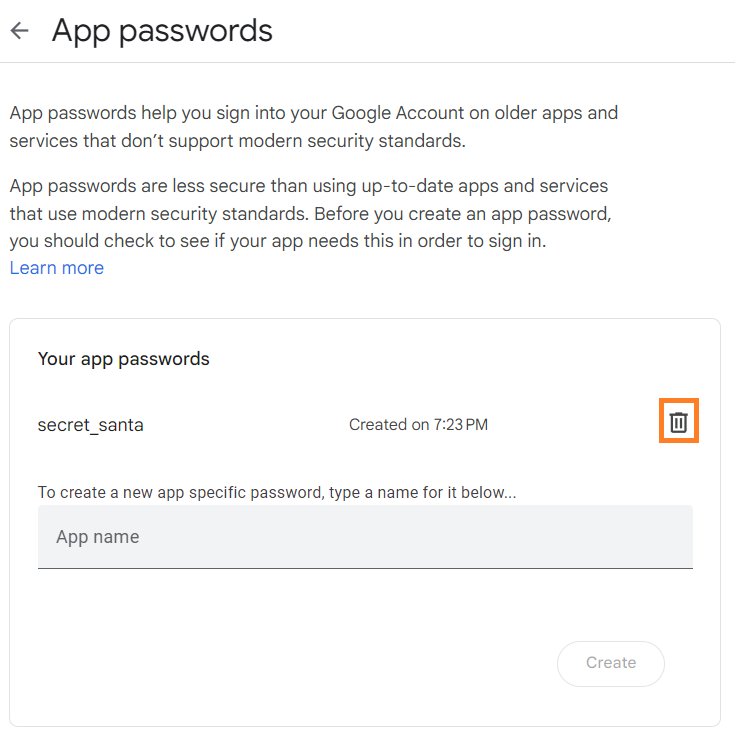 App passwords
App passwords help you sign into your Google Account on older apps and
services that don’t support modern security standards.
App passwords are less secure than using up-to-date apps and services
that use modern security standards. Before you create an app password,
you should check to see if your app needs this in order to sign in.
Learn more
Your app passwords
secret_santa Created on 7:23 PM
To create a new app specific password, type a name for it below...
App name
Create